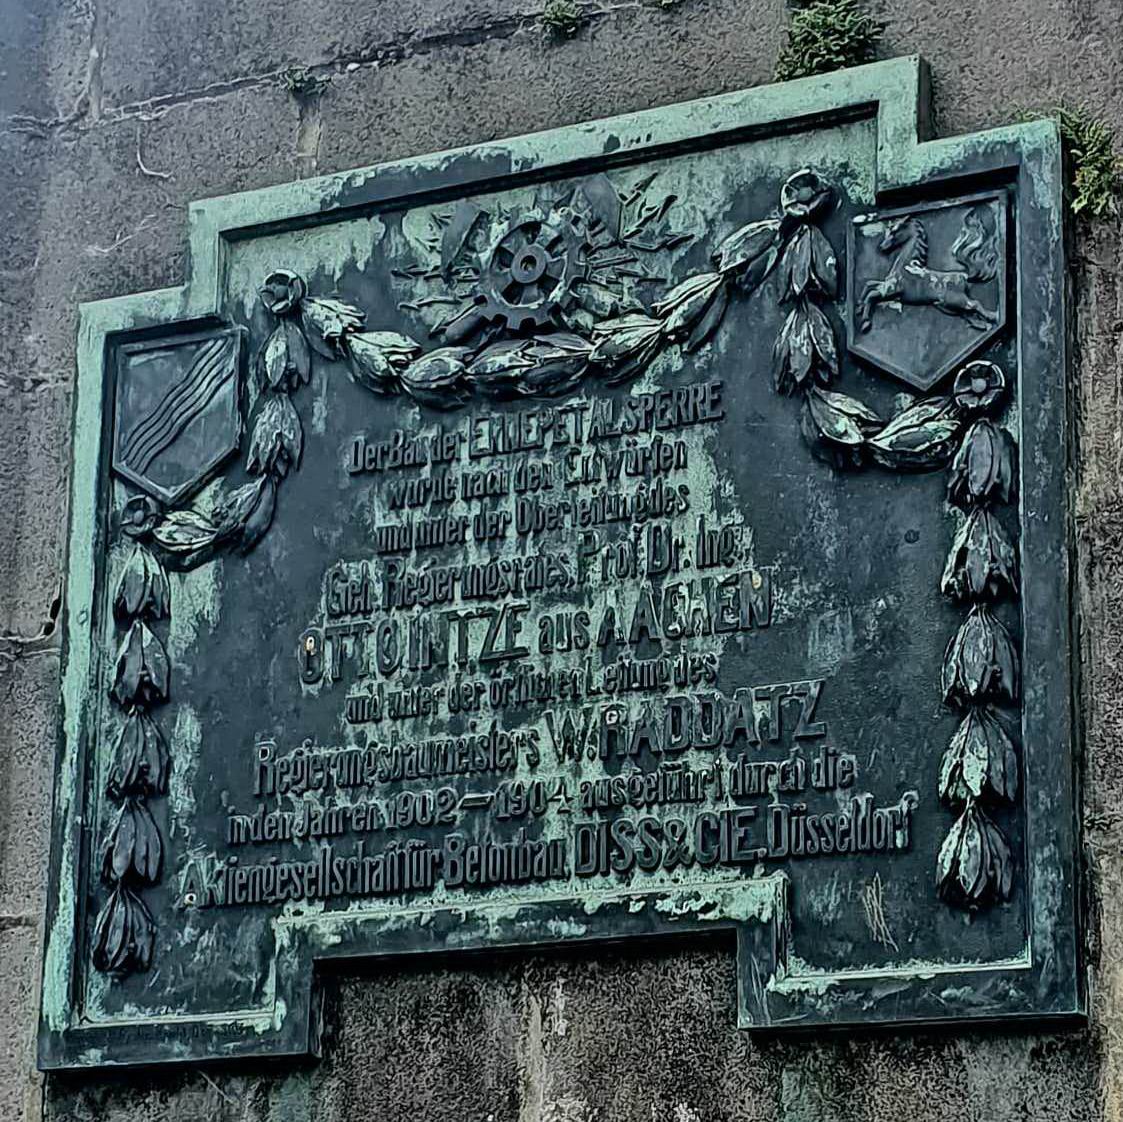 Der Bau der ENNEPETALSPERRE
wurde nach den Entwürfen
und unter der Oberleitung des
Geh. Regierungsrates, Prof. Dr. Ing.
OTTO INTZE aus AACHEN
und unter der örtlichen Leitung des
Regierungsbaumeisters W. RADDATZ
in den Jahren 1902–1904 ausgeführt durch die
Aktiengesellschaft für Betonbau DISS & CIE. Düsseldorf